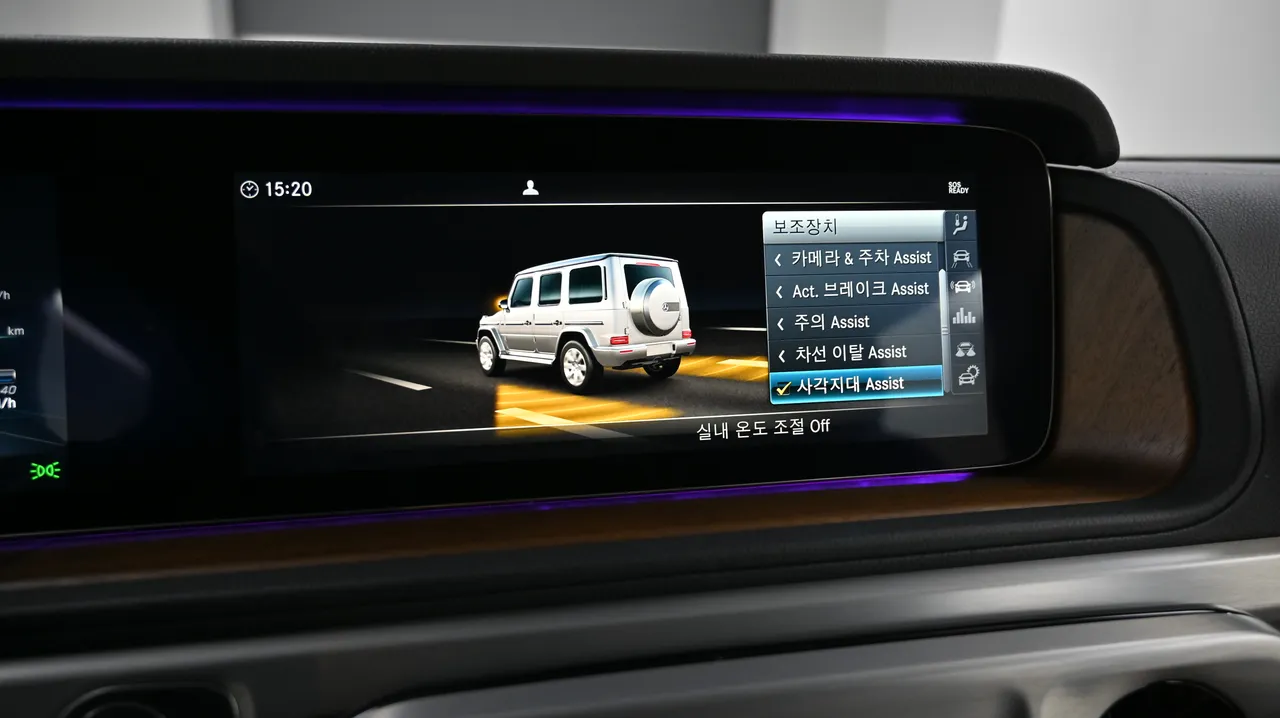 15:20
SOS
READY
보조장치
카메라 & 주차 Assist
Act. 브레이크 Assist
주의 Assist
차선 이탈 Assist
사각지대 Assist
실내 온도 조절 Off
/h
km
40
/h